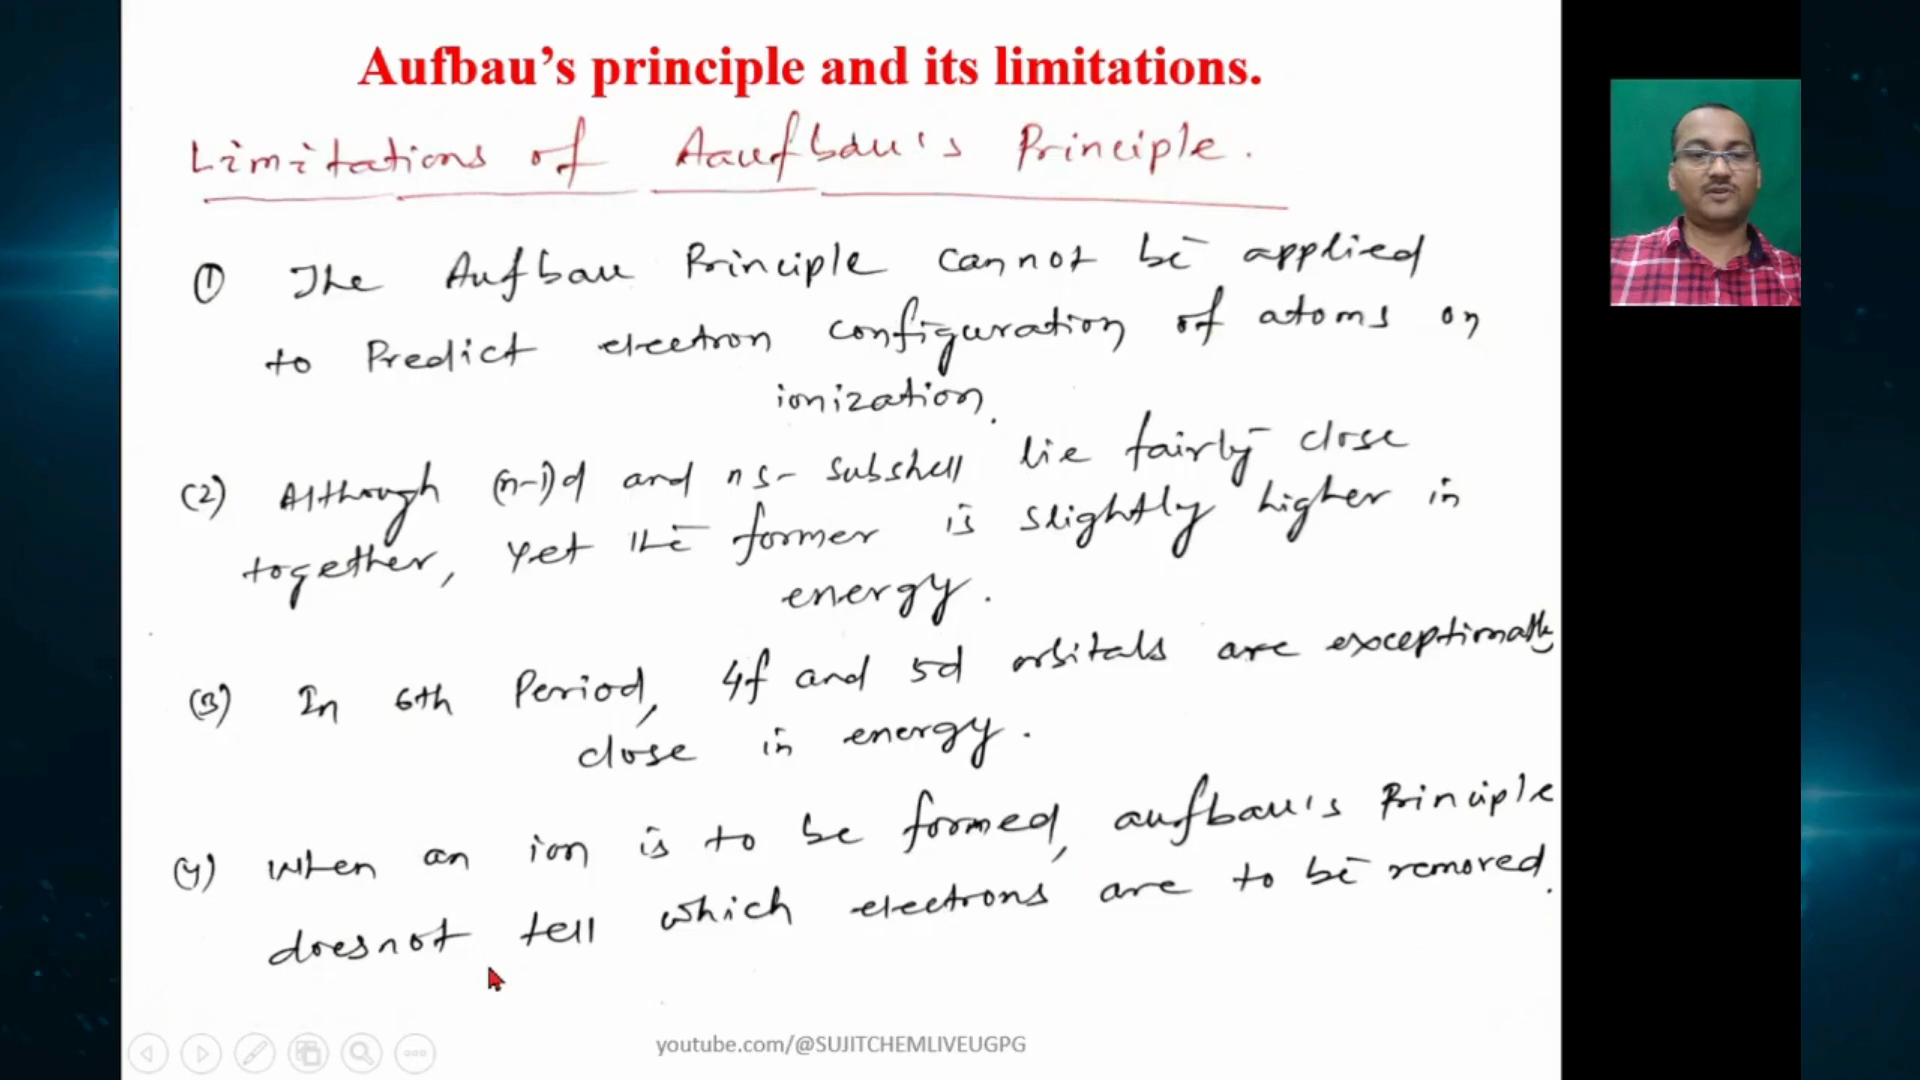 Aufbau's principle and its limitations.
Limitations of Aaufbau's Principle.
① The Aufbau Principle cannot be applied
to Predict electron configuration of atoms on
ionization.
(2) Although (n-1)d and ns- subshell lie fairly close
together, yet the former is slightly higher in
energy.
(3) In 6th Period, 4f and 5d orbitals are exceptionally
close in energy.
(4) When an ion is to be formed, aufbau's Principle
doesnot tell which electrons are to be removed.
youtube.com/@SUJITCHEMLIVEUGPG